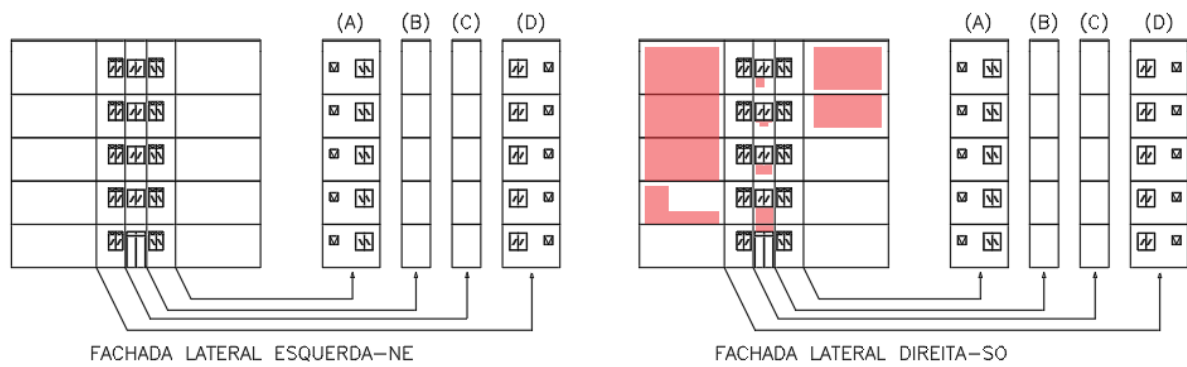 (A) (B) (C) (D)
FACHADA LATERAL ESQUERDA-NE
(A) (B) (C) (D)
FACHADA LATERAL DIREITA-SO